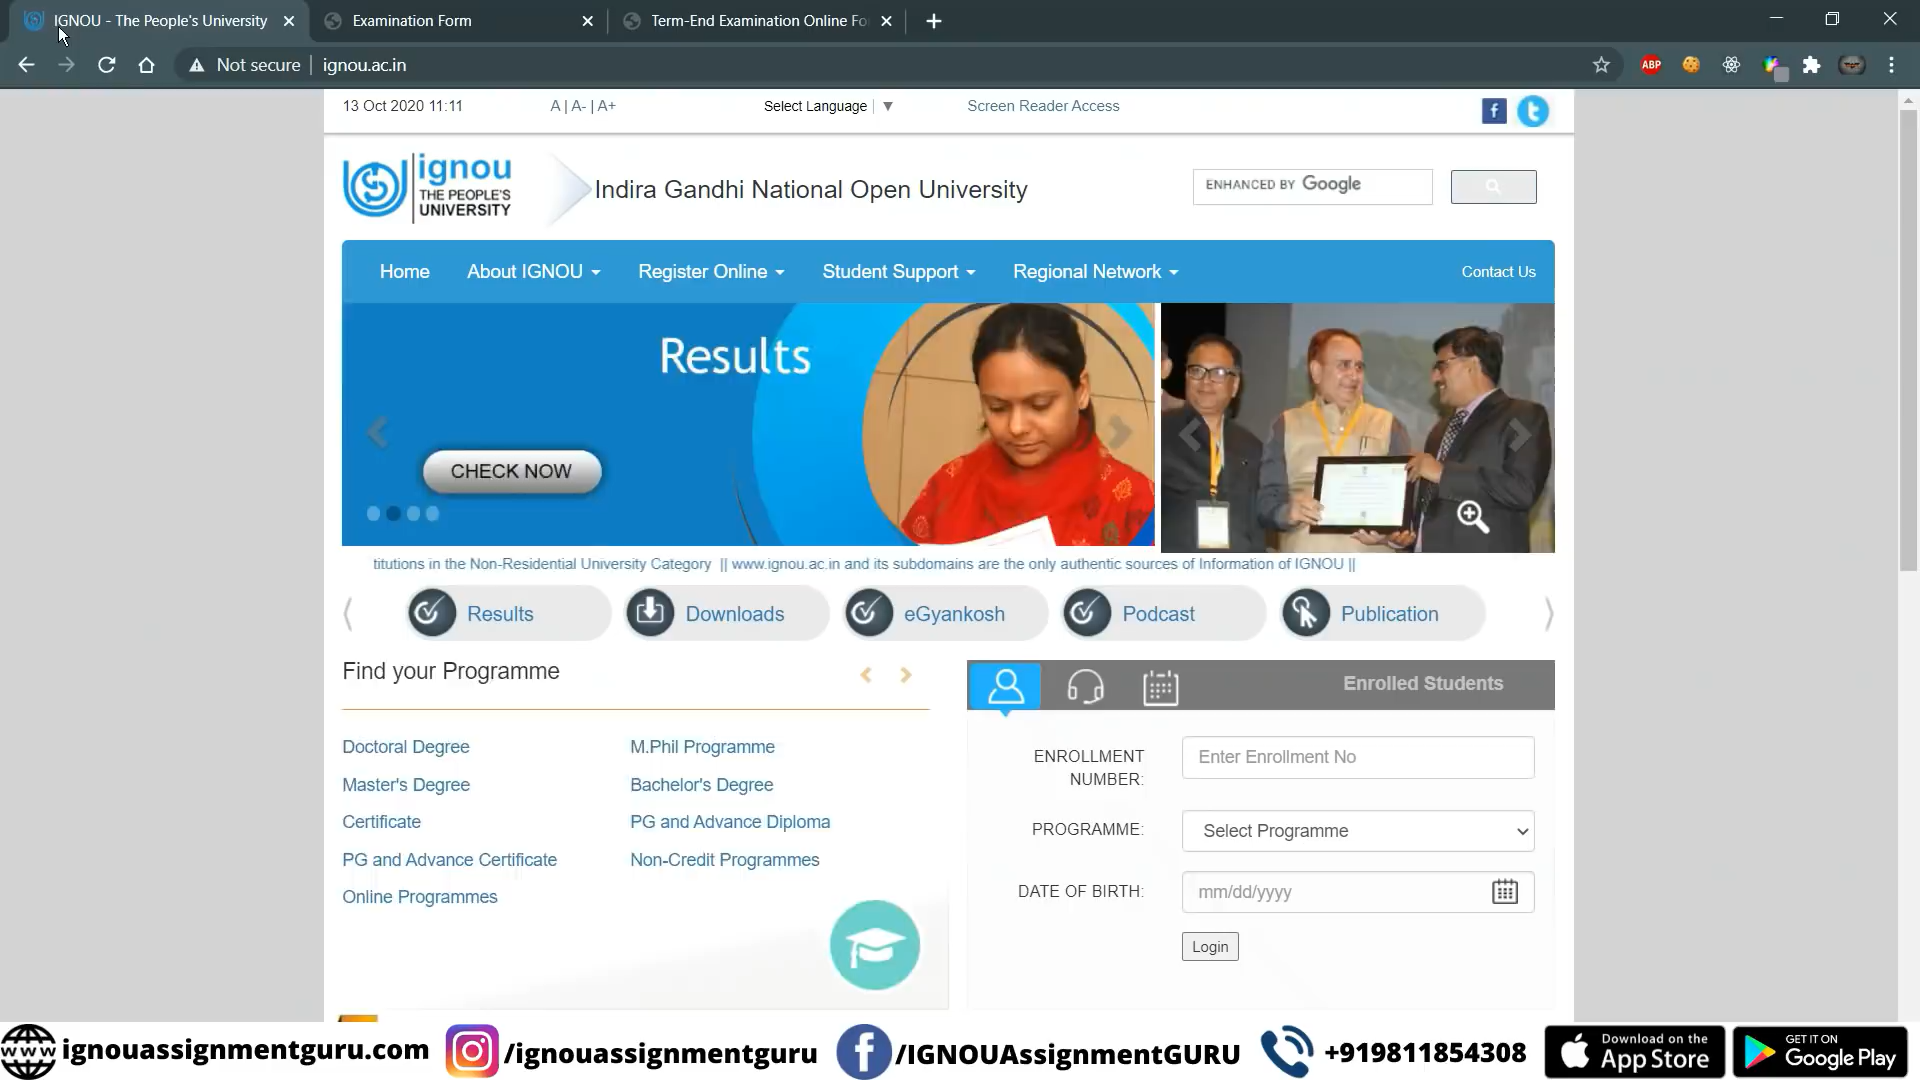 IGNOU - The People's University
Examination Form
Term-End Examination Online Fo
Not secure
ignou.ac.in
ABP
13 Oct 2020 11:11
A | A- | A+
Select Language ▼
Screen Reader Access
ignou
THE PEOPLE'S
UNIVERSITY
Indira Gandhi National Open University
ENHANCED BY Google
Home
About IGNOU
Register Online
Student Support
Regional Network
Contact Us
Results
CHECK NOW
titutions in the Non-Residential University Category || www.ignou.ac.in and its subdomains are the only authentic sources of Information of IGNOU ||
Results
Downloads
eGyankosh
Podcast
Publication
Find your Programme
Enrolled Students
Doctoral Degree
M.Phil Programme
Master's Degree
Bachelor's Degree
Certificate
PG and Advance Diploma
PG and Advance Certificate
Non-Credit Programmes
Online Programmes
ENROLLMENT
NUMBER:
Enter Enrollment No
PROGRAMME:
Select Programme
DATE OF BIRTH:
mm/dd/yyyy
Login
www
ignouassignmentguru.com
/ignouassignmentguru
/IGNOUAssignmentGURU
+919811854308
Download on the
App Store
GET IT ON
Google Play